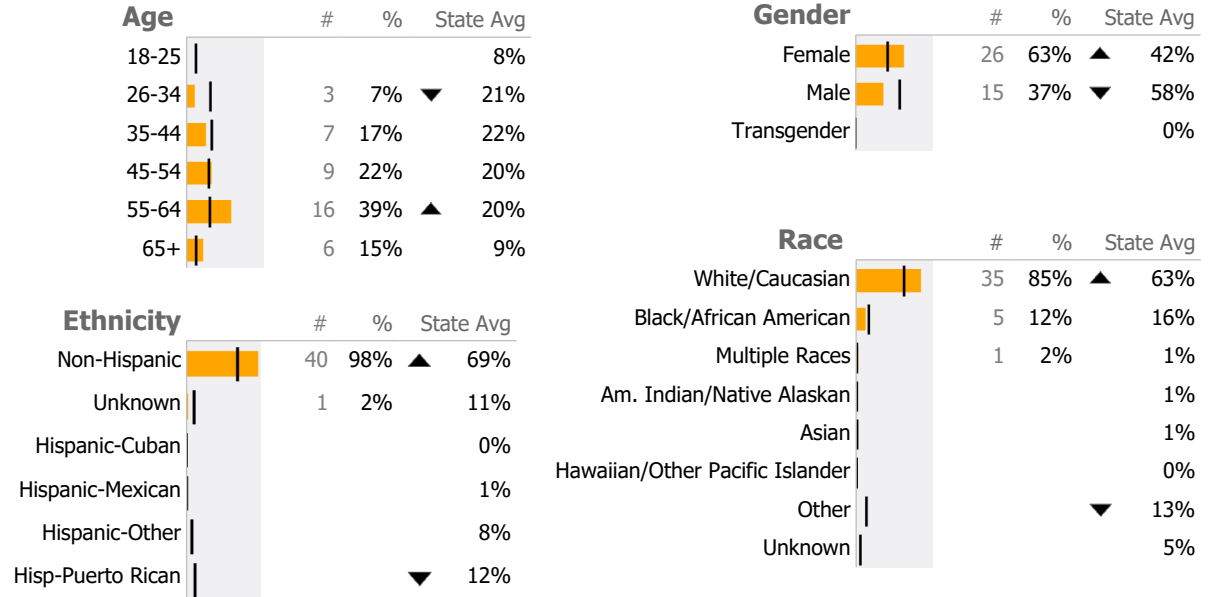 Age # % State Avg
18-25 8%
26-34 3 7% ▼ 21%
35-44 7 17% 22%
45-54 9 22% 20%
55-64 16 39% ▲ 20%
65+ 6 15% 9%
Ethnicity # % State Avg
Non-Hispanic 40 98% ▲ 69%
Unknown 1 2% 11%
Hispanic-Cuban 0%
Hispanic-Mexican 1%
Hispanic-Other 8%
Hisp-Puerto Rican ▼ 12%
Gender # % State Avg
Female 26 63% ▲ 42%
Male 15 37% ▼ 58%
Transgender 0%
Race # % State Avg
White/Caucasian 35 85% ▲ 63%
Black/African American 5 12% 16%
Multiple Races 1 2% 1%
Am. Indian/Native Alaskan 1%
Asian 1%
Hawaiian/Other Pacific Islander 0%
Other ▼ 13%
Unknown 5%